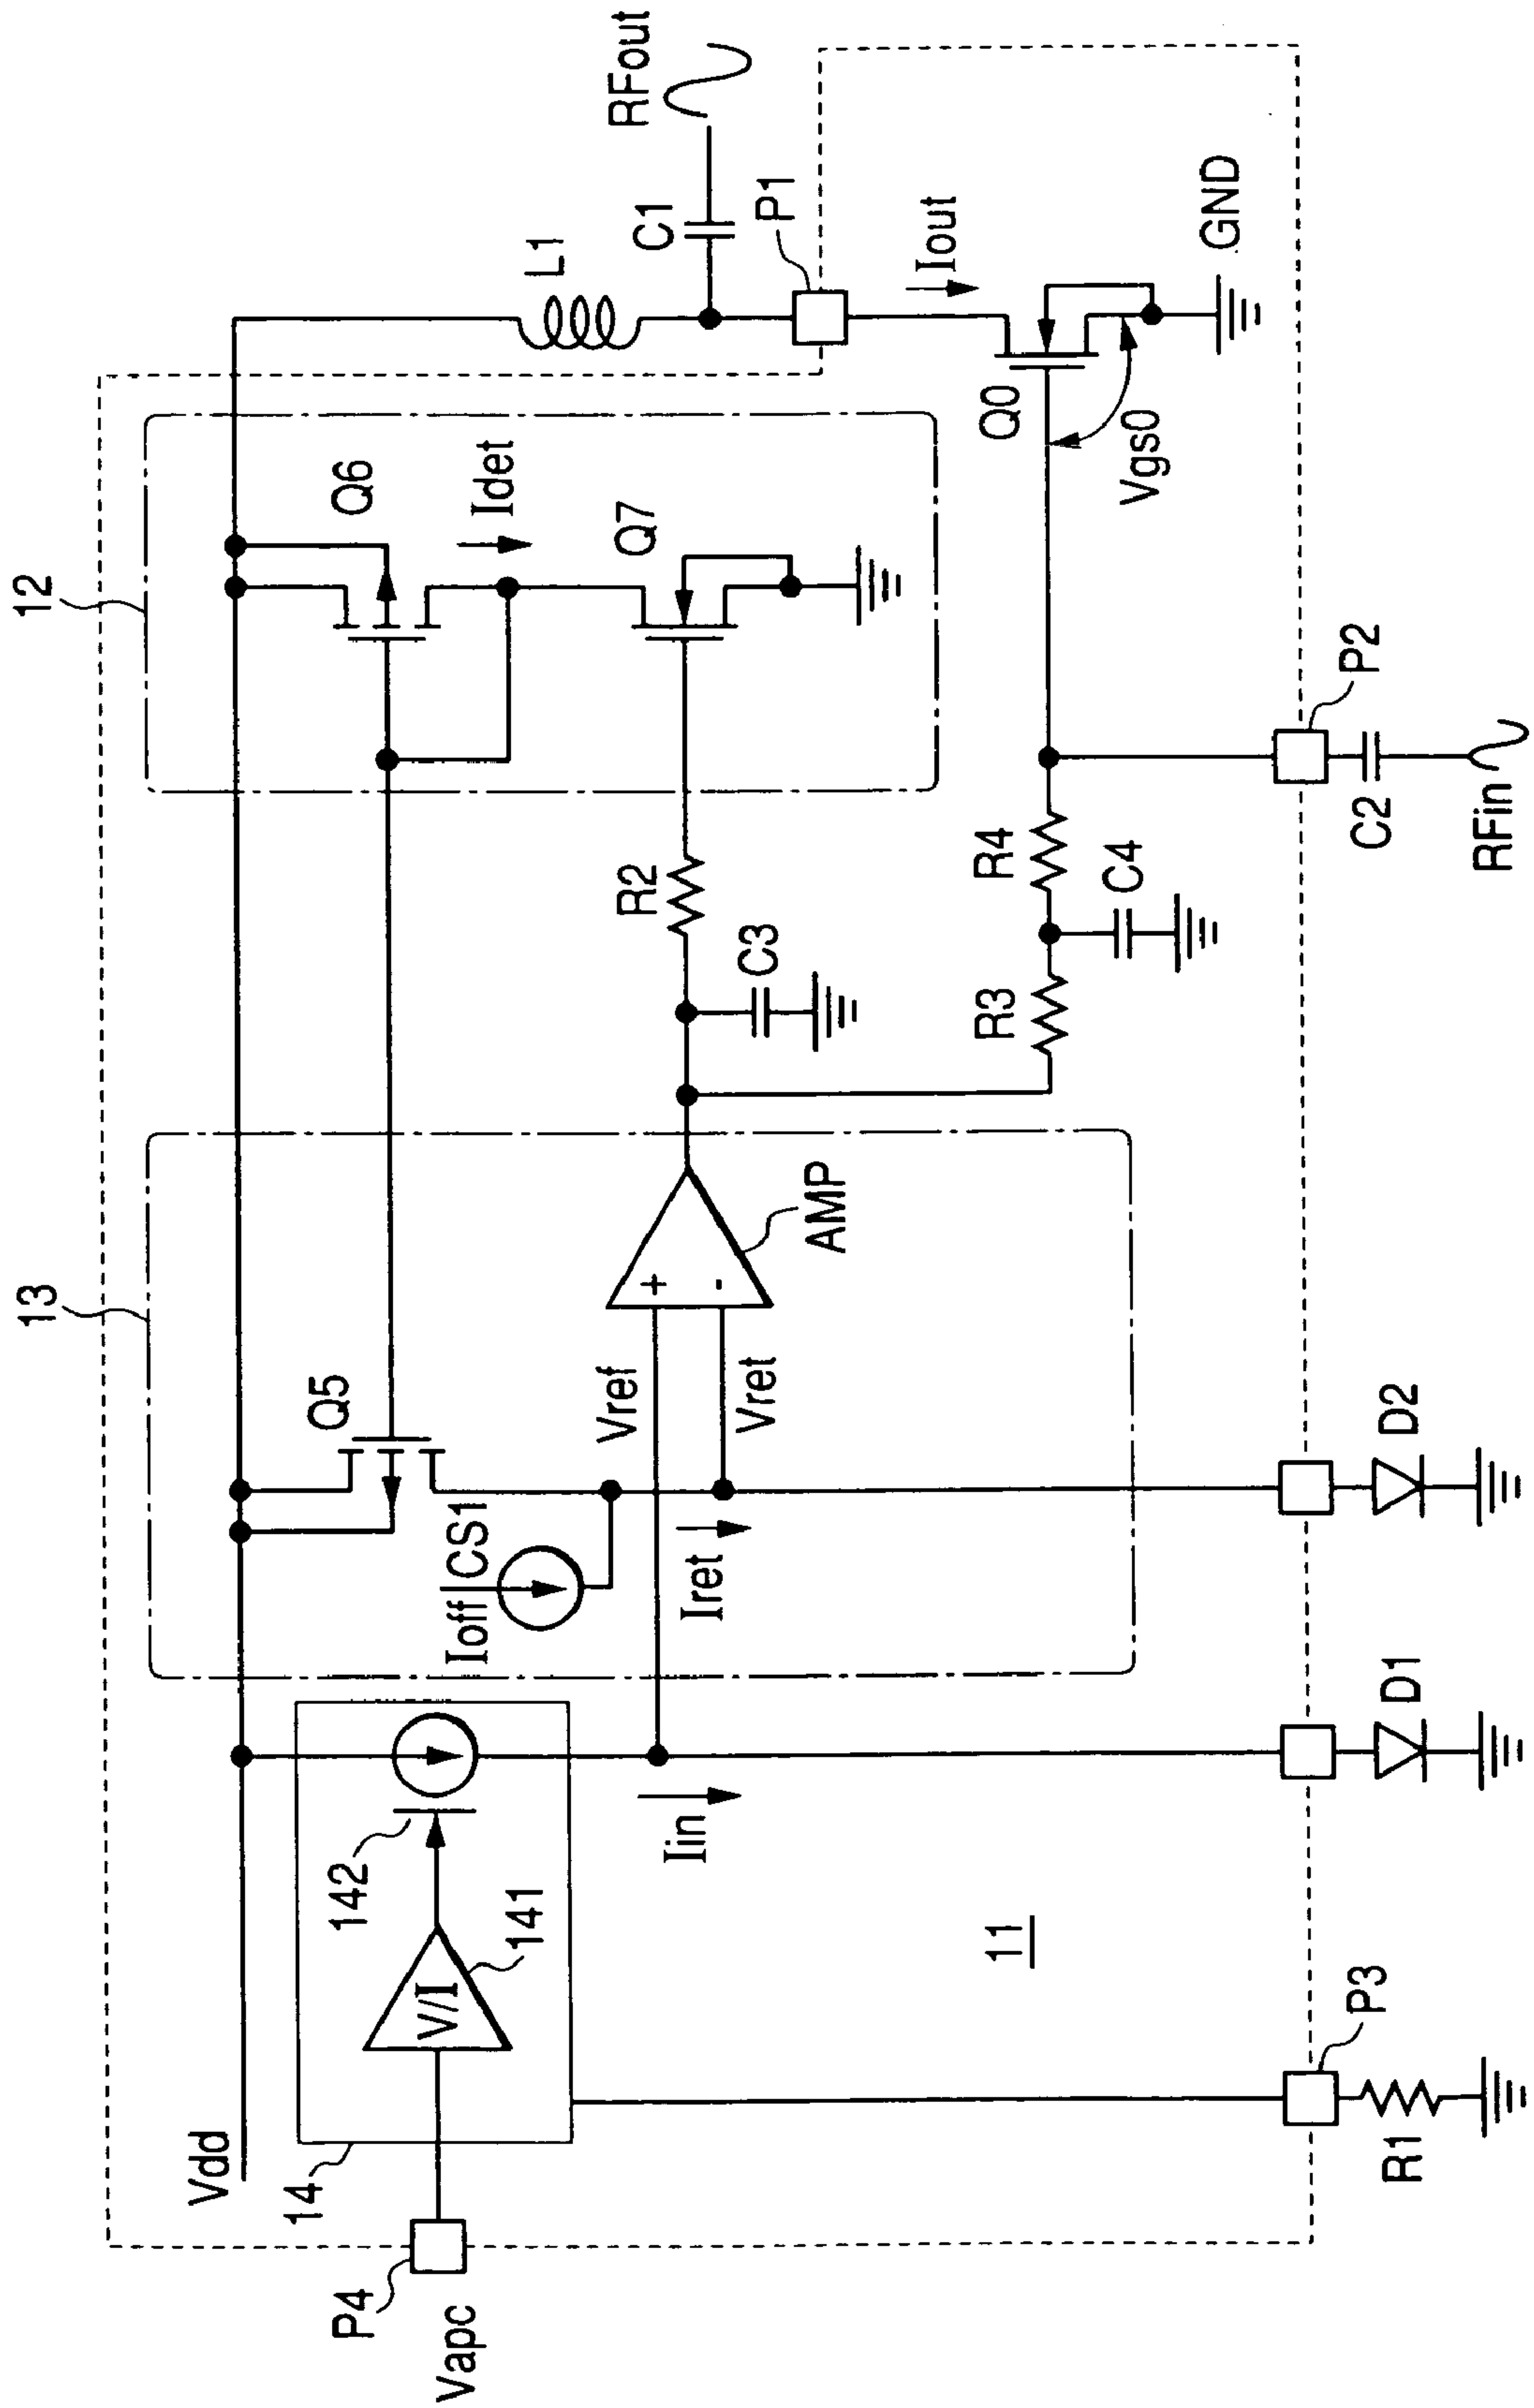 12
13
RFout
C1
L1
P1
Iout
GND
Q0
Vgs0
Q6
Idet
Q7
R2
C3
R4
C4
R3
P2
C2
RFin
AMP
+
-
Vref
Vret
Q5
CS1
Ioff
Iret
D2
D1
Iin
142
141
V/I
11
Vdd
14
P3
R1
P4
Vapc